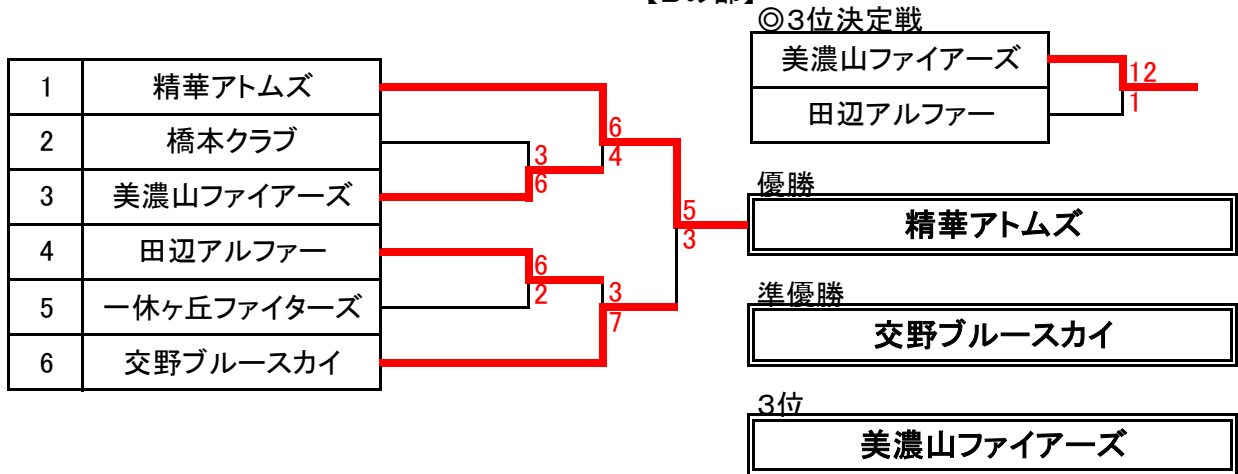 ◎3位決定戦
美濃山ファイアーズ
田辺アルファー
12
1
1 精華アトムズ
2 橋本クラブ
3 美濃山ファイアーズ
4 田辺アルファー
5 一休ヶ丘ファイターズ
6 交野ブルースカイ
6
4
3
6
5
3
6
2
3
7
優勝
精華アトムズ
準優勝
交野ブルースカイ
3位
美濃山ファイアーズ